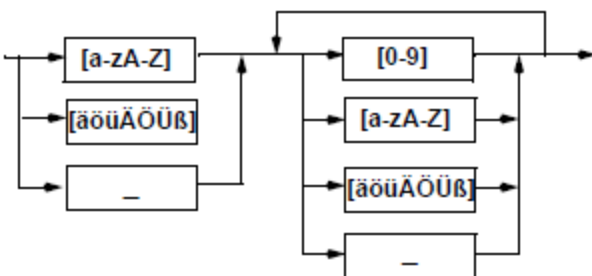 [a-zA-Z] [0-9]
[äöüÄÖÜß] [a-zA-Z]
_ [äöüÄÖÜß]
_